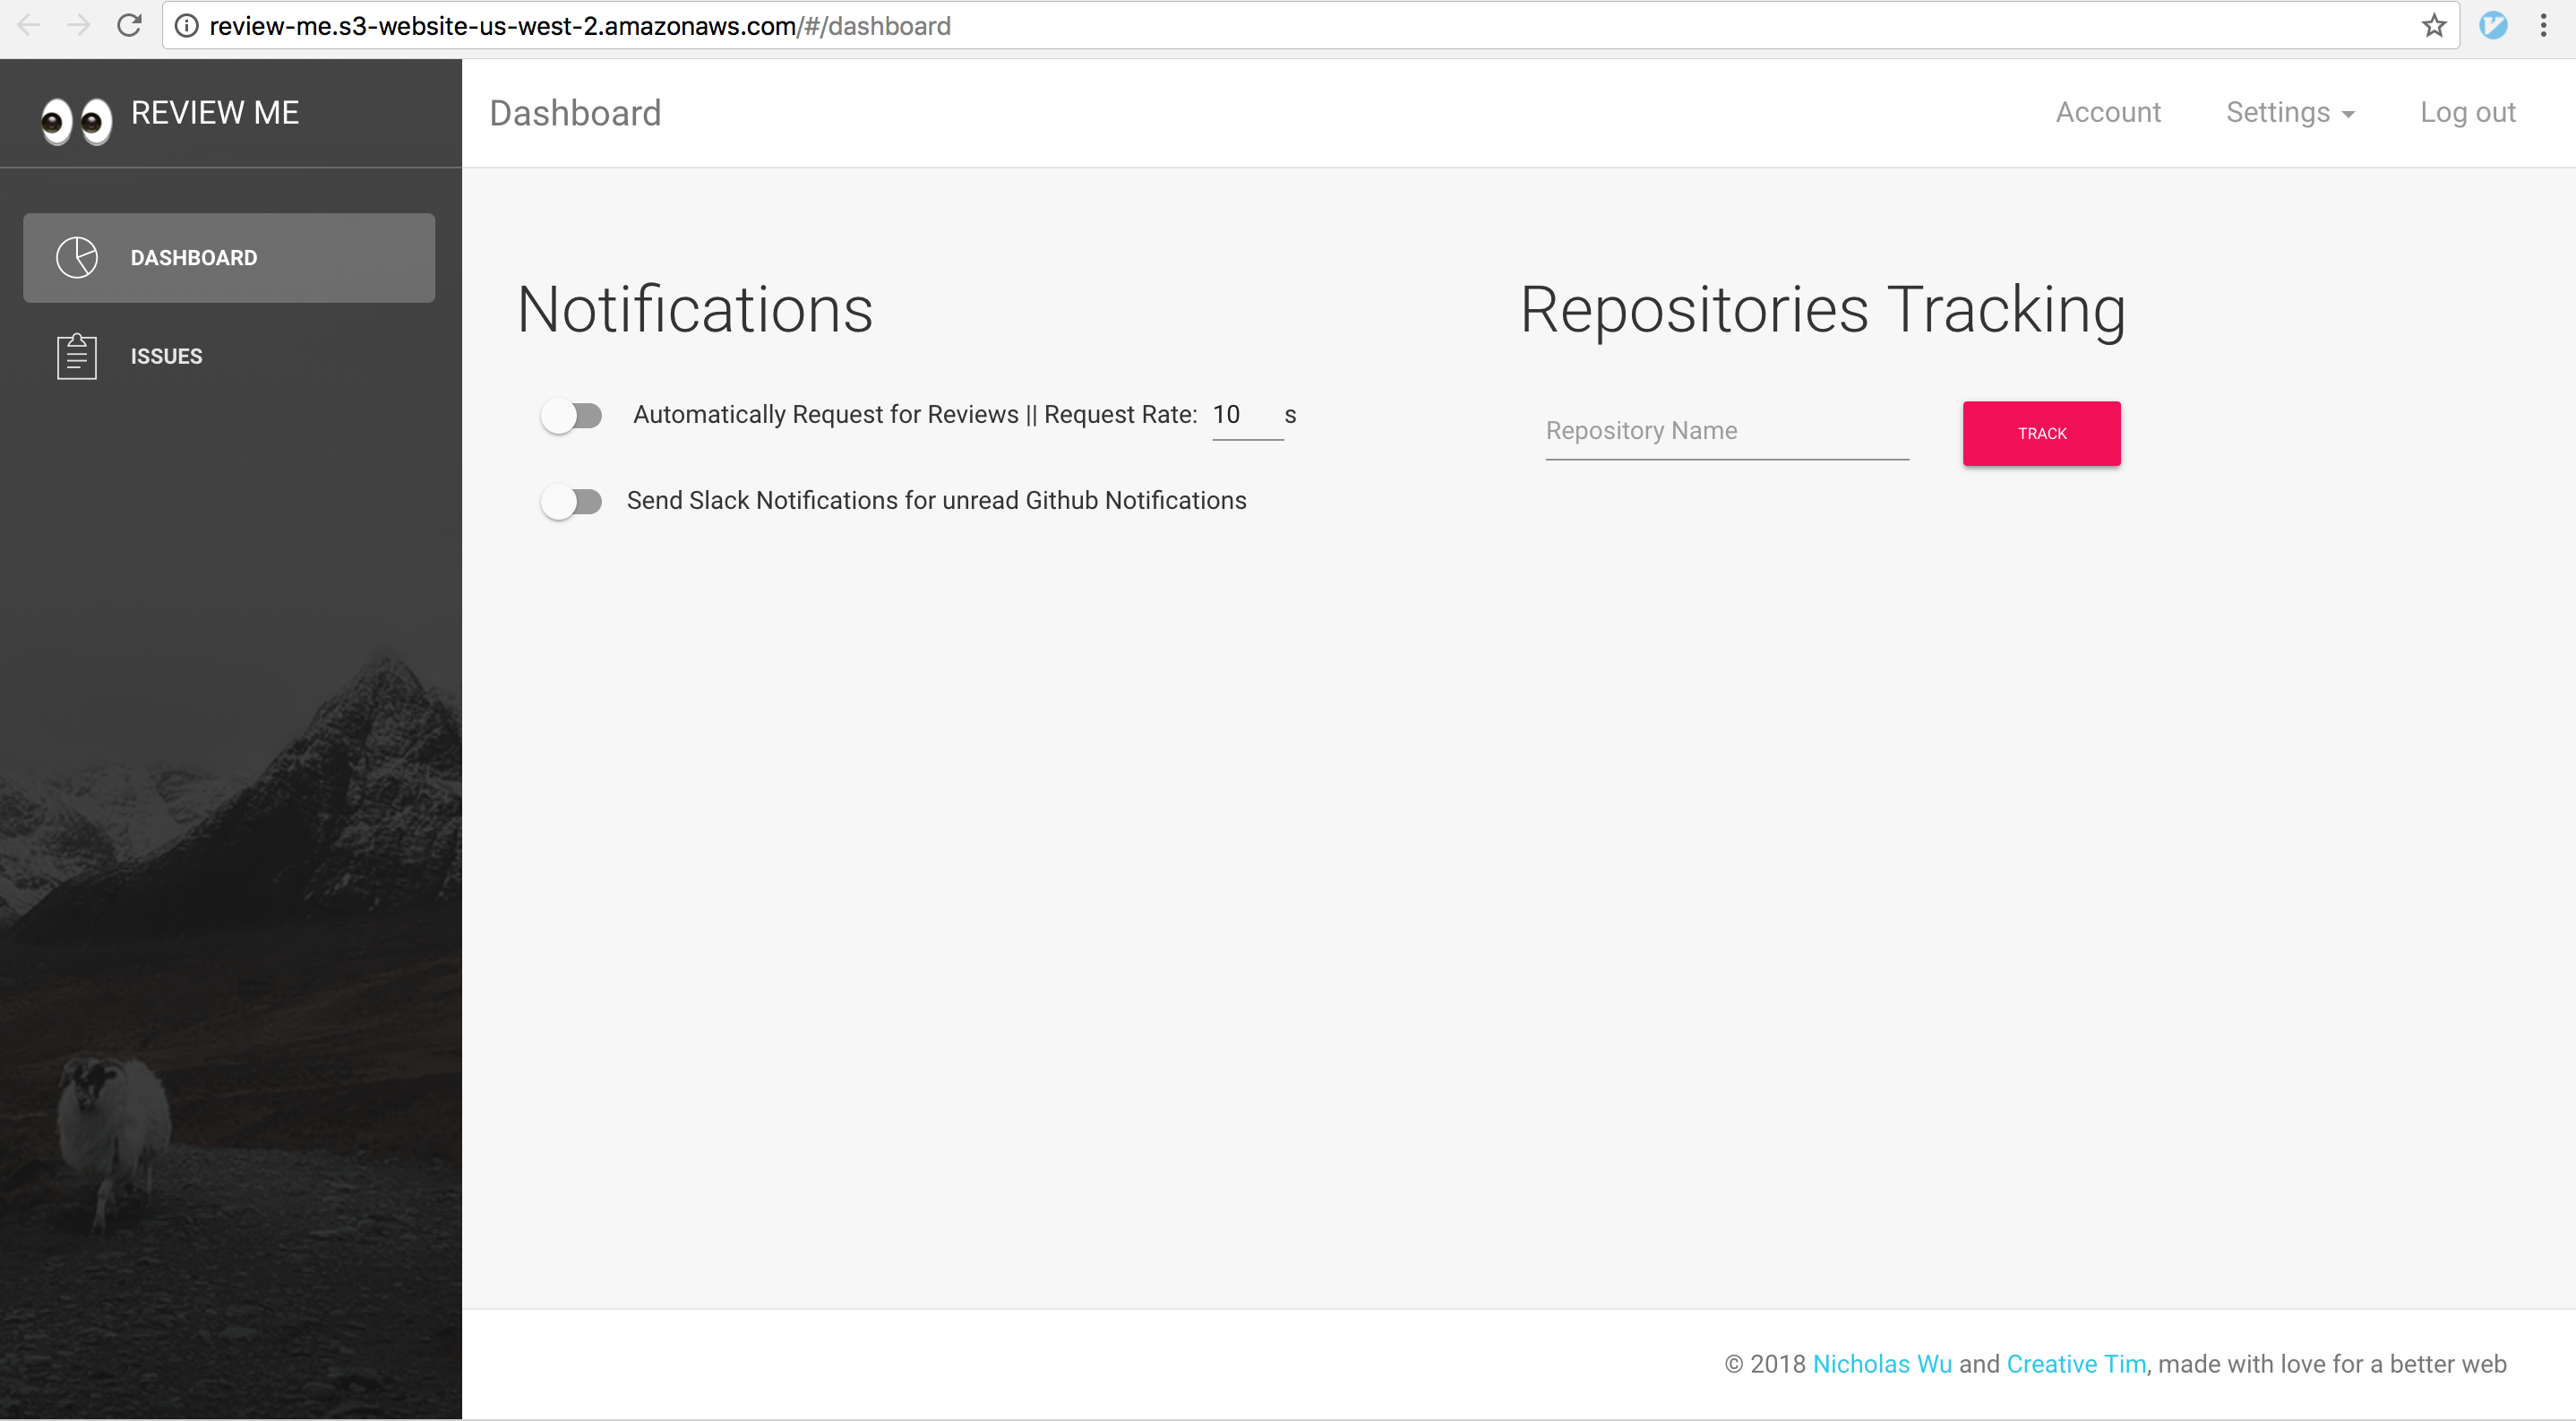 review-me.s3-website-us-west-2.amazonaws.com/#/dashboard
REVIEW ME
Dashboard
Account
Settings
Log out
DASHBOARD
ISSUES
Notifications
Automatically Request for Reviews || Request Rate: 10 s
Send Slack Notifications for unread Github Notifications
Repositories Tracking
Repository Name
TRACK
© 2018 Nicholas Wu and Creative Tim, made with love for a better web